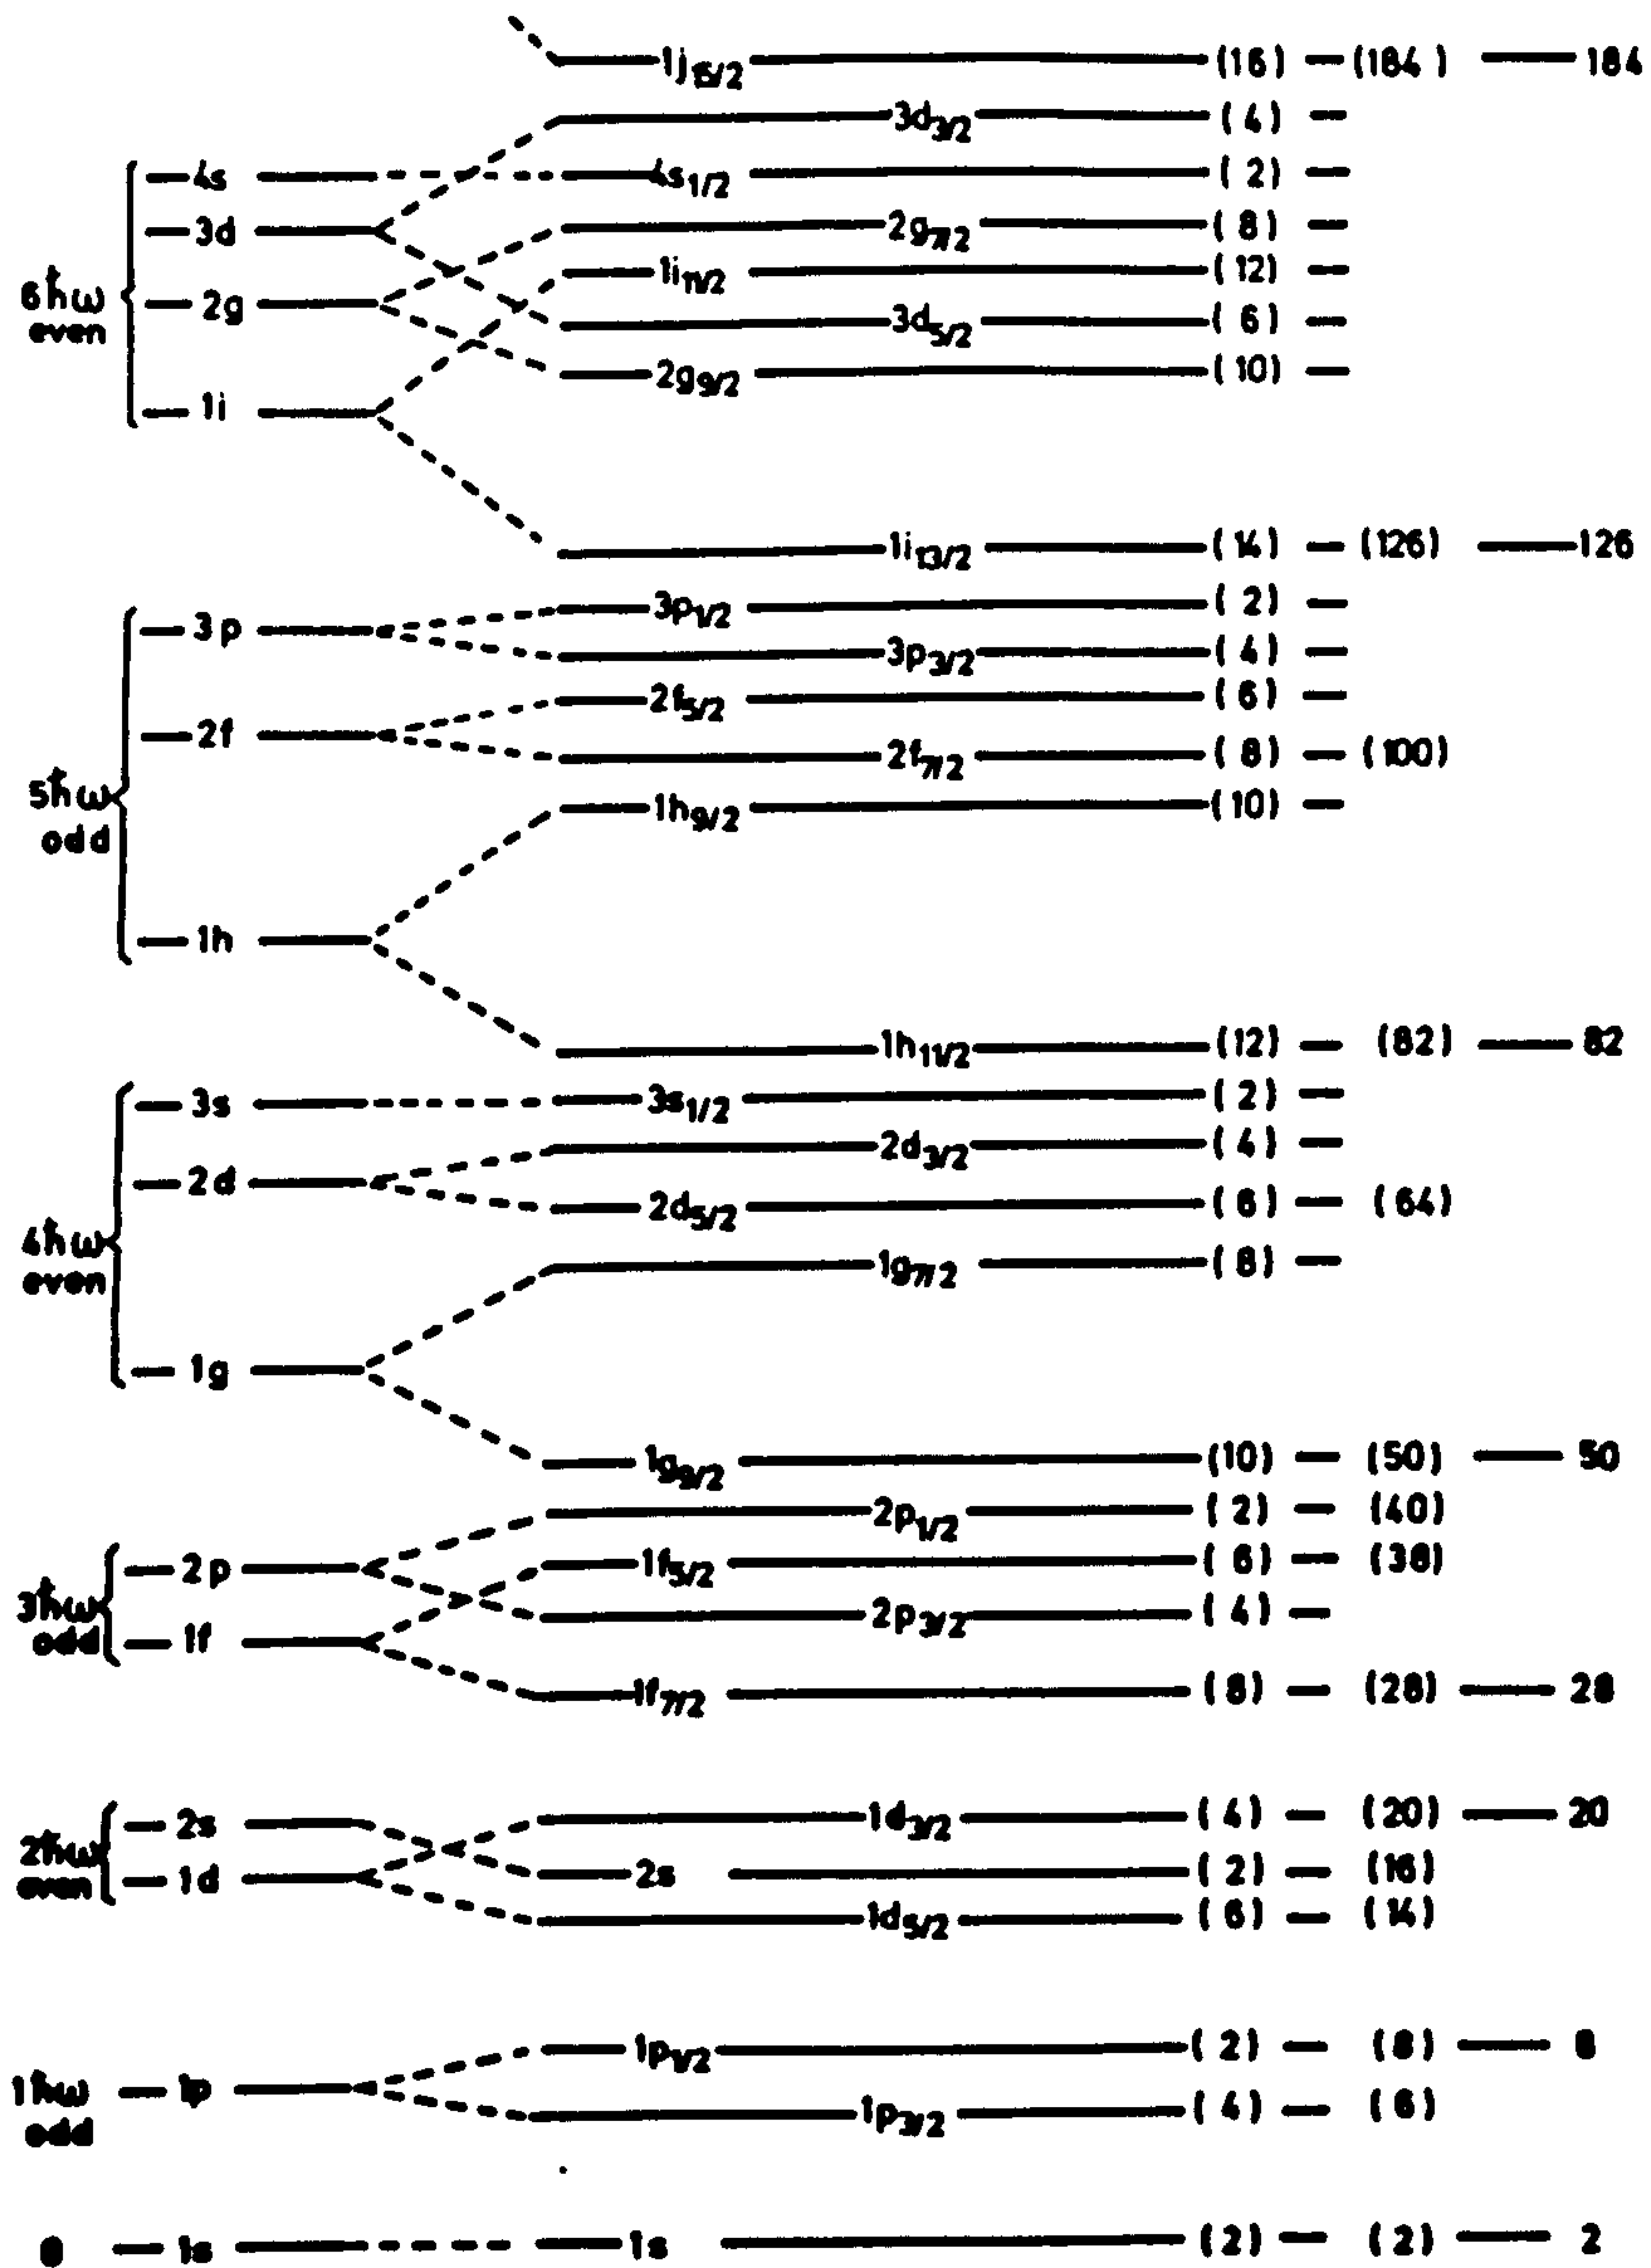 1j15/2 (16) (184) 184
3d3/2 (4)
4s 4s1/2 (2)
3d 2g7/2 (8)
1i11/2 (12)
6ħω 2g 3d5/2 (6)
even 2g9/2 (10)
1i
1i13/2 (14) (126) 126
3p 3p1/2 (2)
3p3/2 (4)
2f5/2 (6)
2f 2f7/2 (8) (100)
5ħω 1h9/2 (10)
odd
1h
1h11/2 (12) (82) 82
3s 3s1/2 (2)
2d3/2 (4)
2d 2d5/2 (6) (64)
4ħω 1g7/2 (8)
even
1g
1g9/2 (10) (50) 50
2p1/2 (2) (40)
2p 1f5/2 (6) (38)
3ħω 2p3/2 (4)
odd 1f
1f7/2 (8) (28) 28
2s 1d3/2 (4) (20) 20
2ħω 2s (2) (16)
even 1d
1d5/2 (6) (14)
1p1/2 (2) (8) 8
1ħω 1p 1p3/2 (4) (6)
odd
0 1s 1s (2) (2) 2